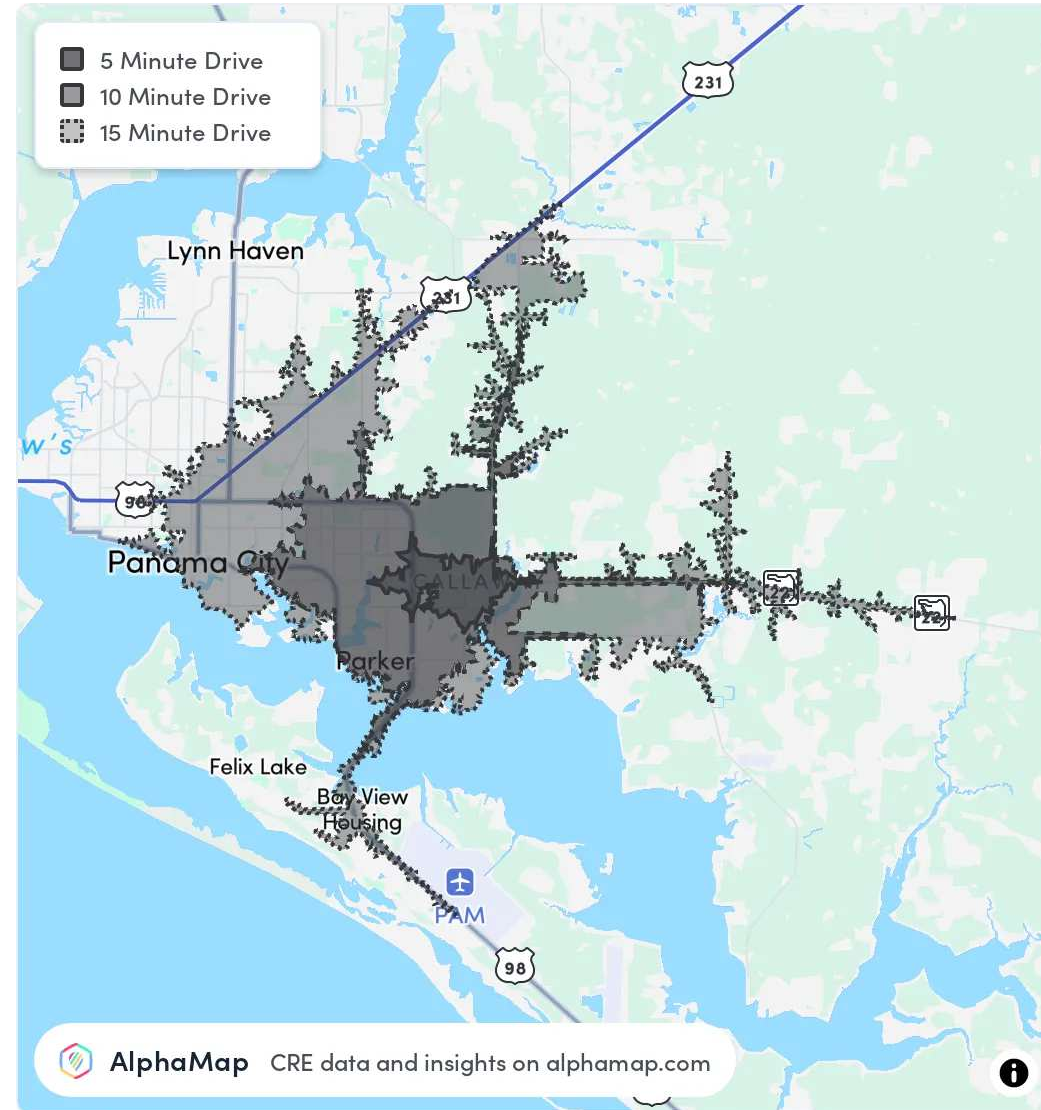 5 Minute Drive
10 Minute Drive
15 Minute Drive
231
Lynn Haven
231
w's
98
Panama City
22
22
Parker
Felix Lake
Bay View
Housing
PAM
98
AlphaMap CRE data and insights on alphamap.com